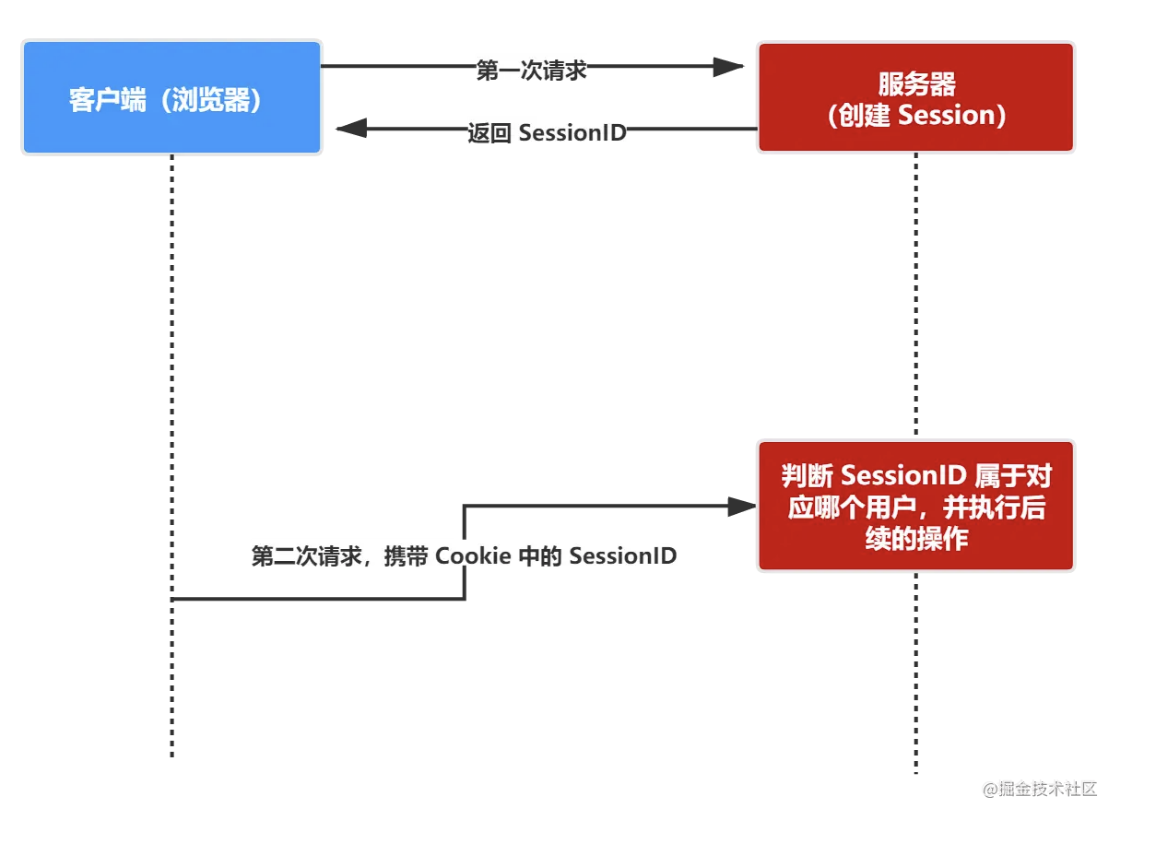 客户端（浏览器）
第一次请求
服务器
（创建 Session）
返回 SessionID
判断 SessionID 属于对
应哪个用户，并执行后
续的操作
第二次请求，携带 Cookie 中的 SessionID
@掘金技术社区